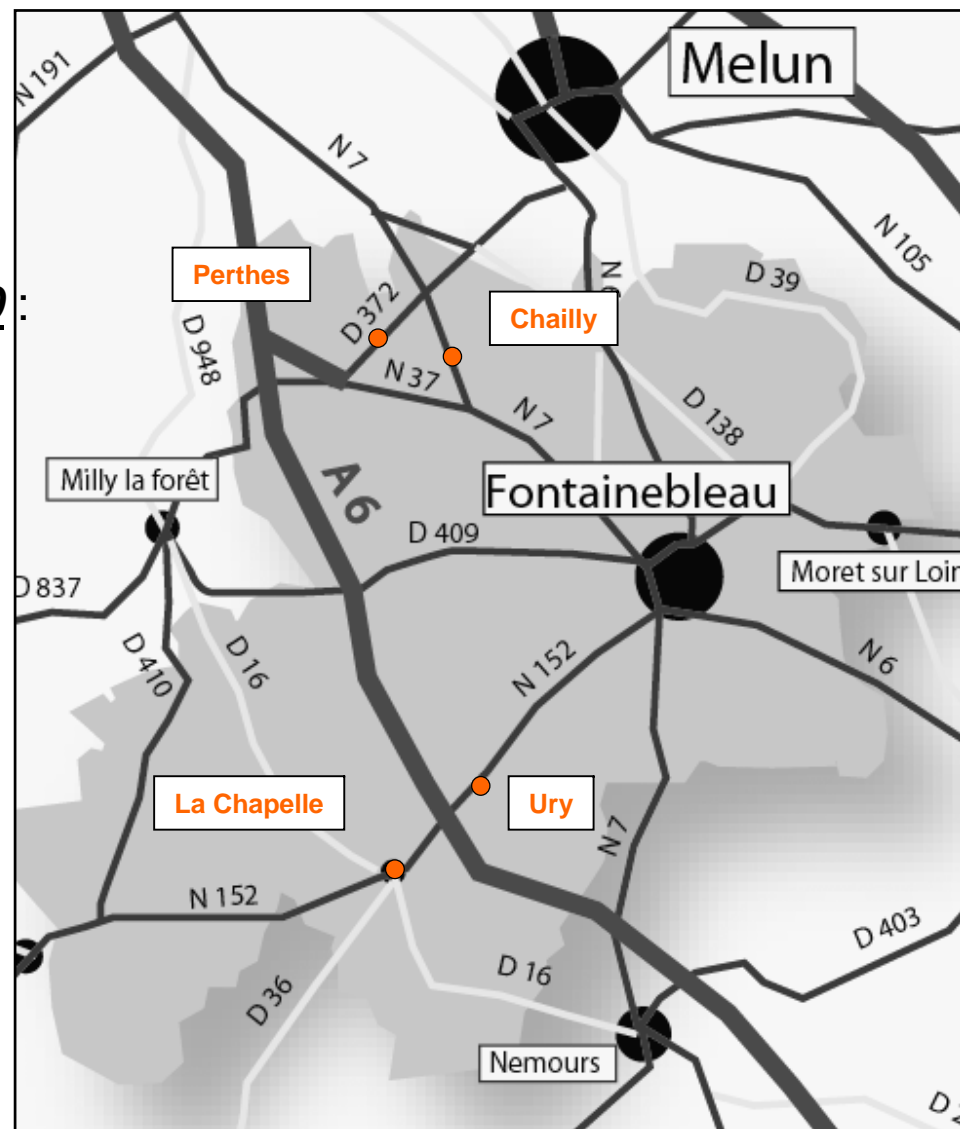 Melun
N 191
N 7
N 105
Perthes
N 6
D 39
D 372
Chailly
:
D 948
N 37
N 7
D 138
Milly la forêt
A6
Fontainebleau
D 409
D 837
Moret sur Loin
D 410
D 16
N 152
N 6
La Chapelle
Ury
N 7
N 152
D 403
D 16
D 36
Nemours